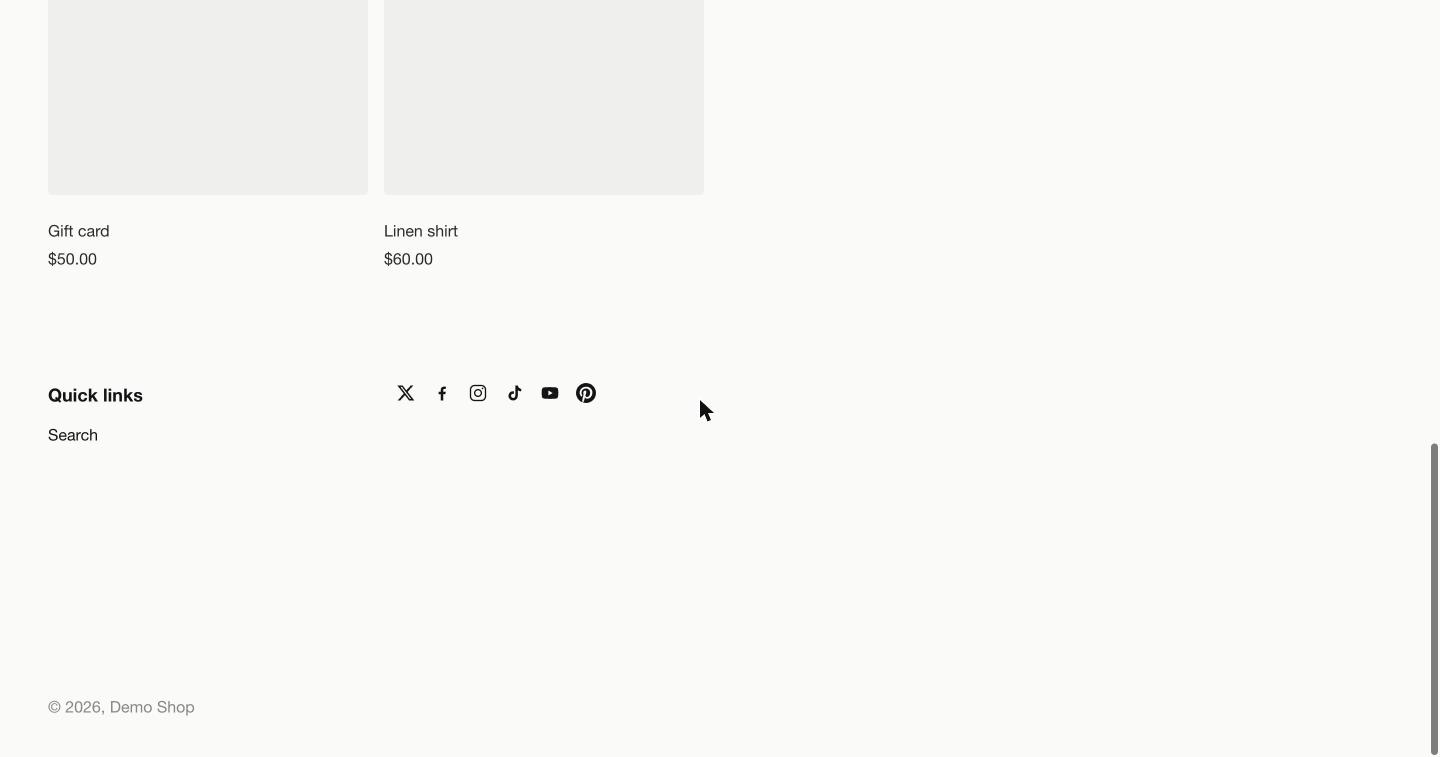 Gift card
$50.00
Linen shirt
$60.00
Quick links
Search
© 2026, Demo Shop